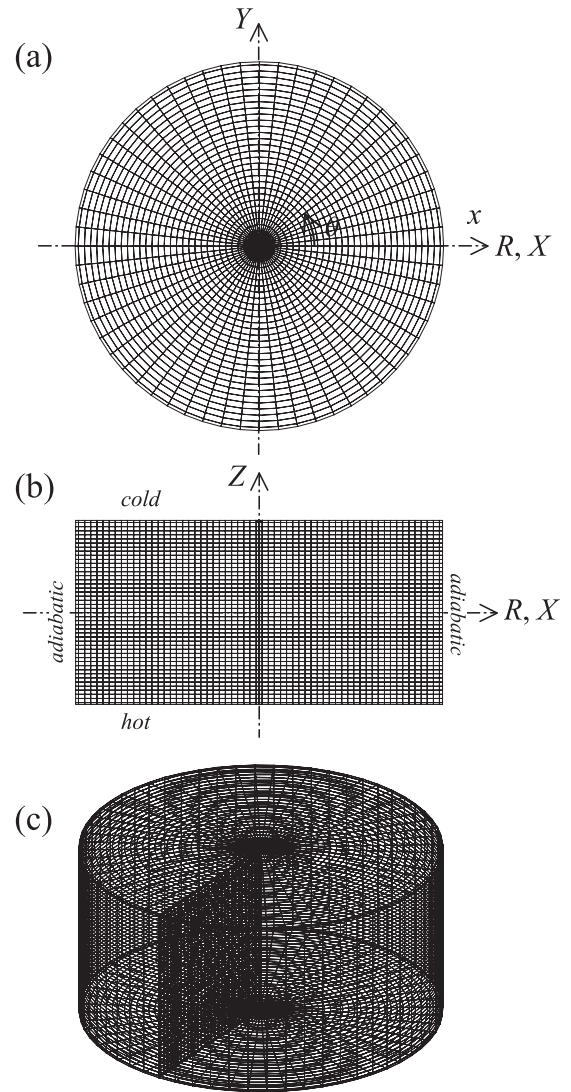 Y
(a)
θ
x
R, X
(b)
Z
cold
adiabatic
adiabatic
R, X
hot
(c)